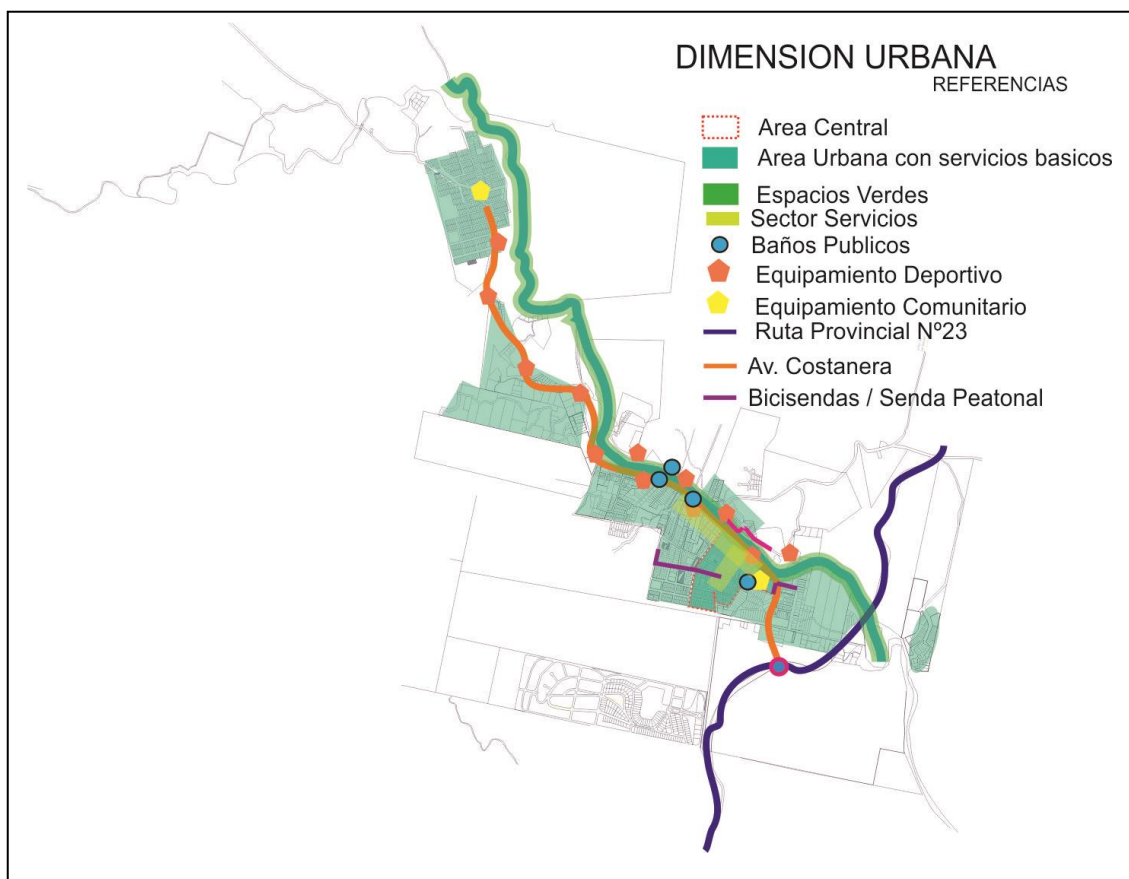 DIMENSION URBANA
REFERENCIAS
Area Central
Area Urbana con servicios basicos
Espacios Verdes
Sector Servicios
Baños Publicos
Equipamiento Deportivo
Equipamiento Comunitario
Ruta Provincial Nº23
Av. Costanera
Bicisendas / Senda Peatonal